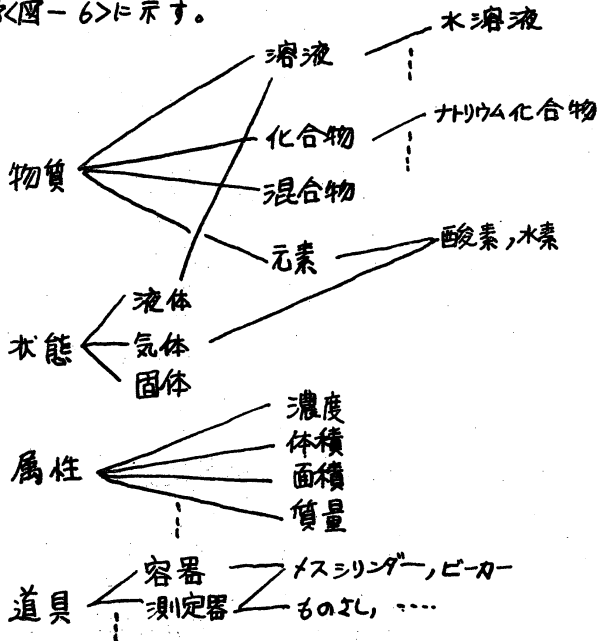 <図-6>に示す。
水溶液
溶液
ナトリウム化合物
化合物
物質
混合物
酸素,水素
元素
液体
状態 気体
固体
濃度
体積
属性
面積
質量
容器 メスシリンダー,ビーカー
道具
測定器 ものさし, ····